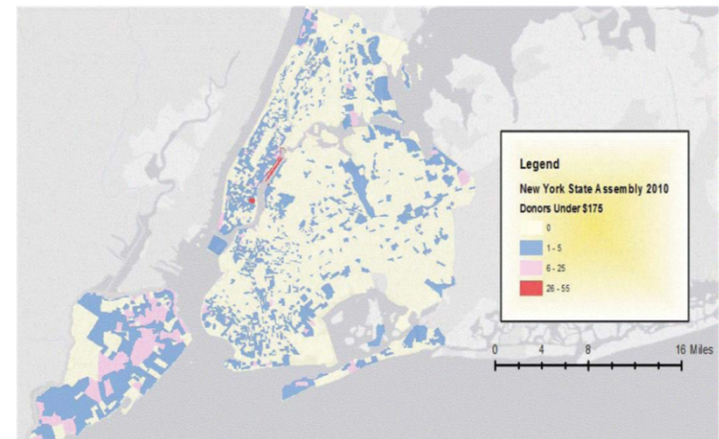 Legend
New York State Assembly 2010
Donors Under $175
0
1 - 5
6 - 25
26 - 55
0 4 8 16 Miles